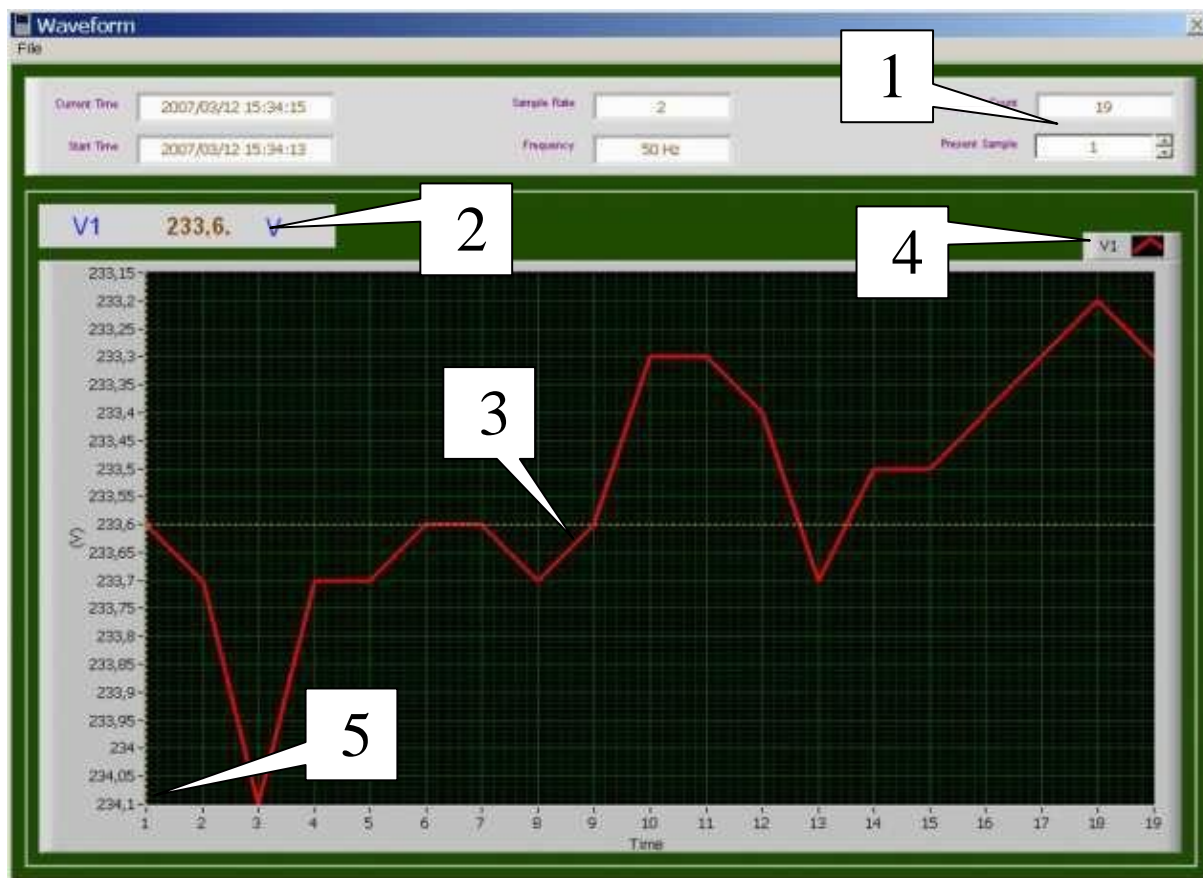 Waveform
File
Current Time 2007/03/12 15:34:15 Sample Rate 2 Count 19
Start Time 2007/03/12 15:34:13 Frequency 50 Hz Present Sample 1
1
V1 233.6. V
2
4
V1
233,15
233,2
233,25
233,3
233,35
233,4
233,45
233,5
233,55
233,6
233,65
233,7
233,75
233,8
233,85
233,9
233,95
234
234,05
234,1
(V)
3
5
1 2 3 4 5 6 7 8 9 10 11 12 13 14 15 16 17 18 19
Time